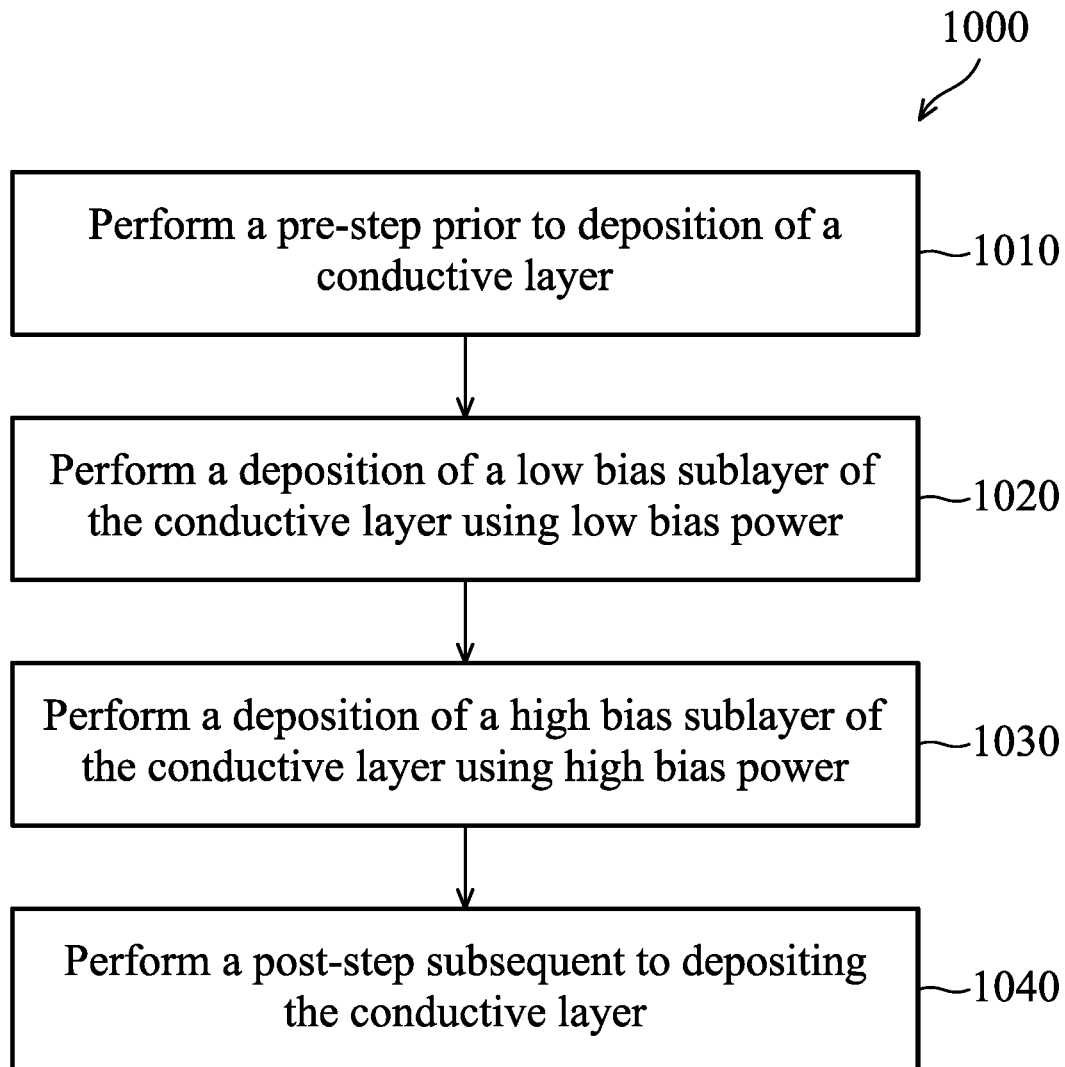 1000
Perform a pre-step prior to deposition of a
conductive layer
1010
Perform a deposition of a low bias sublayer of
the conductive layer using low bias power
1020
Perform a deposition of a high bias sublayer of
the conductive layer using high bias power
1030
Perform a post-step subsequent to depositing
the conductive layer
1040